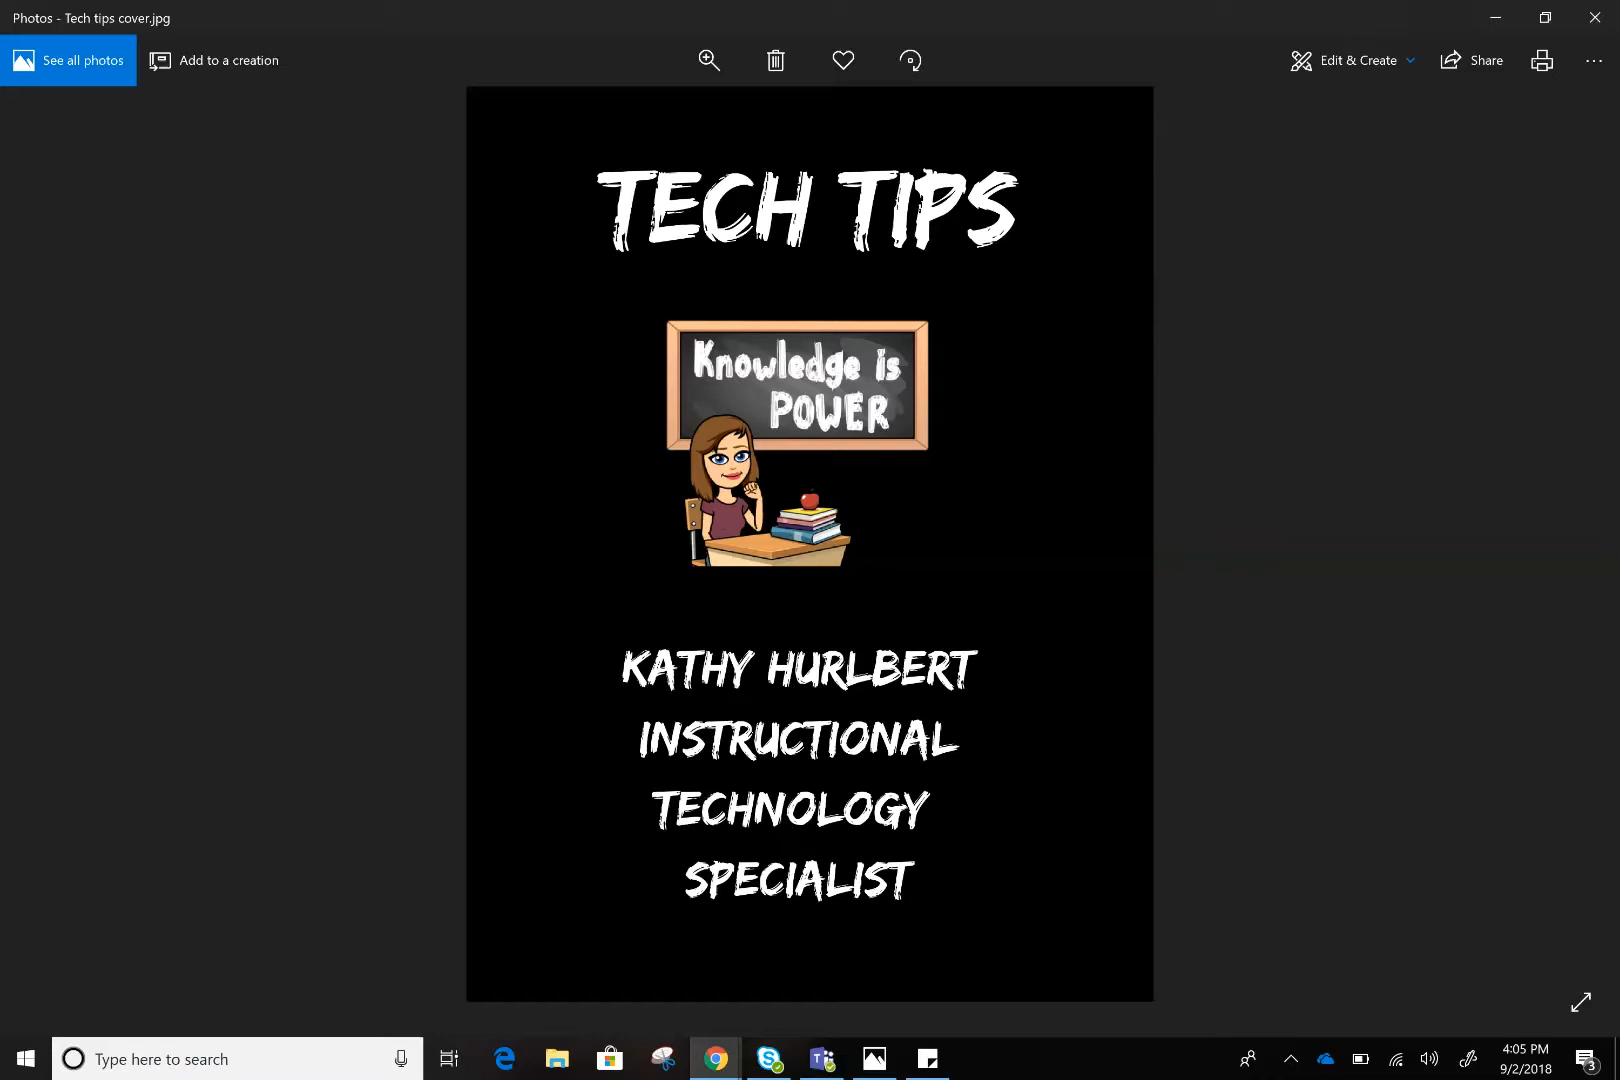 Photos - Tech tips cover.jpg
See all photos
Add to a creation
Edit & Create
Share
TECH TIPS
Knowledge is
POWER
KATHY HURLBERT
INSTRUCTIONAL
TECHNOLOGY
SPECIALIST
Type here to search
4:05 PM
9/2/2018
3